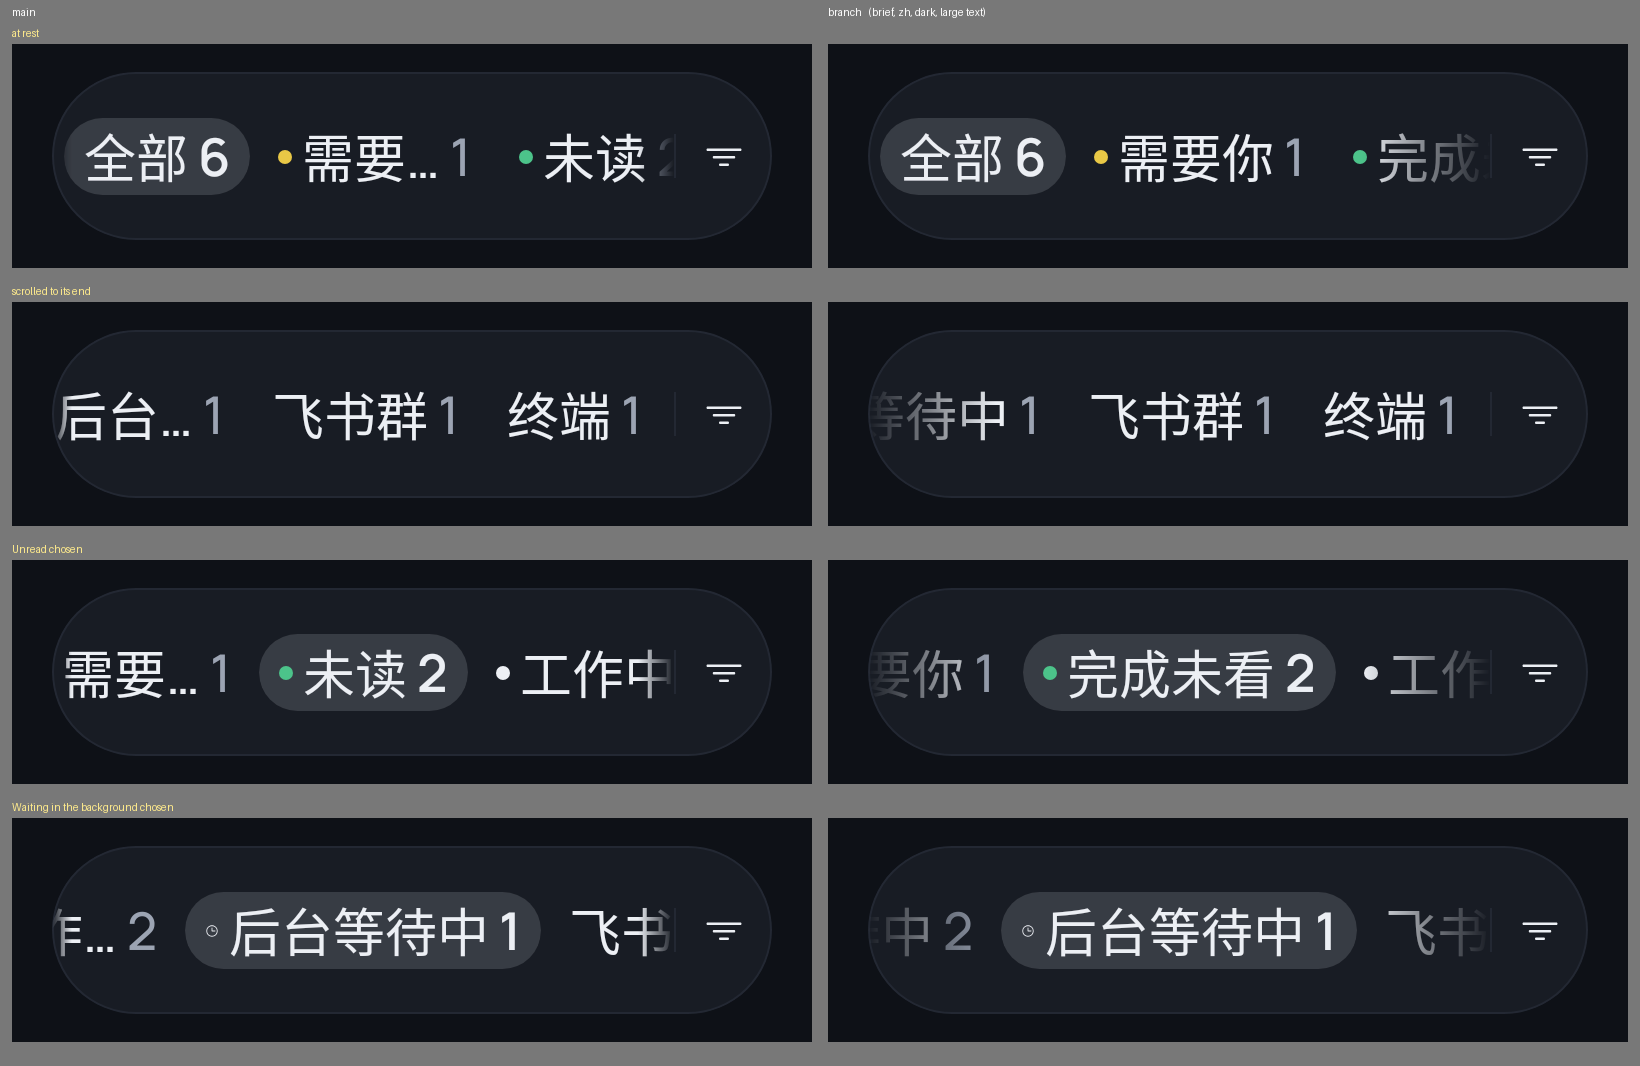 main
branch (brief, zh, dark, large text)
at rest
全部 6 需要... 1 未读 2
全部 6 需要你 1 完成
scrolled to its end
后台... 1 飞书群 1 终端 1
等待中 1 飞书群 1 终端 1
Unread chosen
需要... 1 未读 2 工作中
要你 1 完成未看 2 工作
Waiting in the background chosen
作... 2 后台等待中 1 飞书
中 2 后台等待中 1 飞书